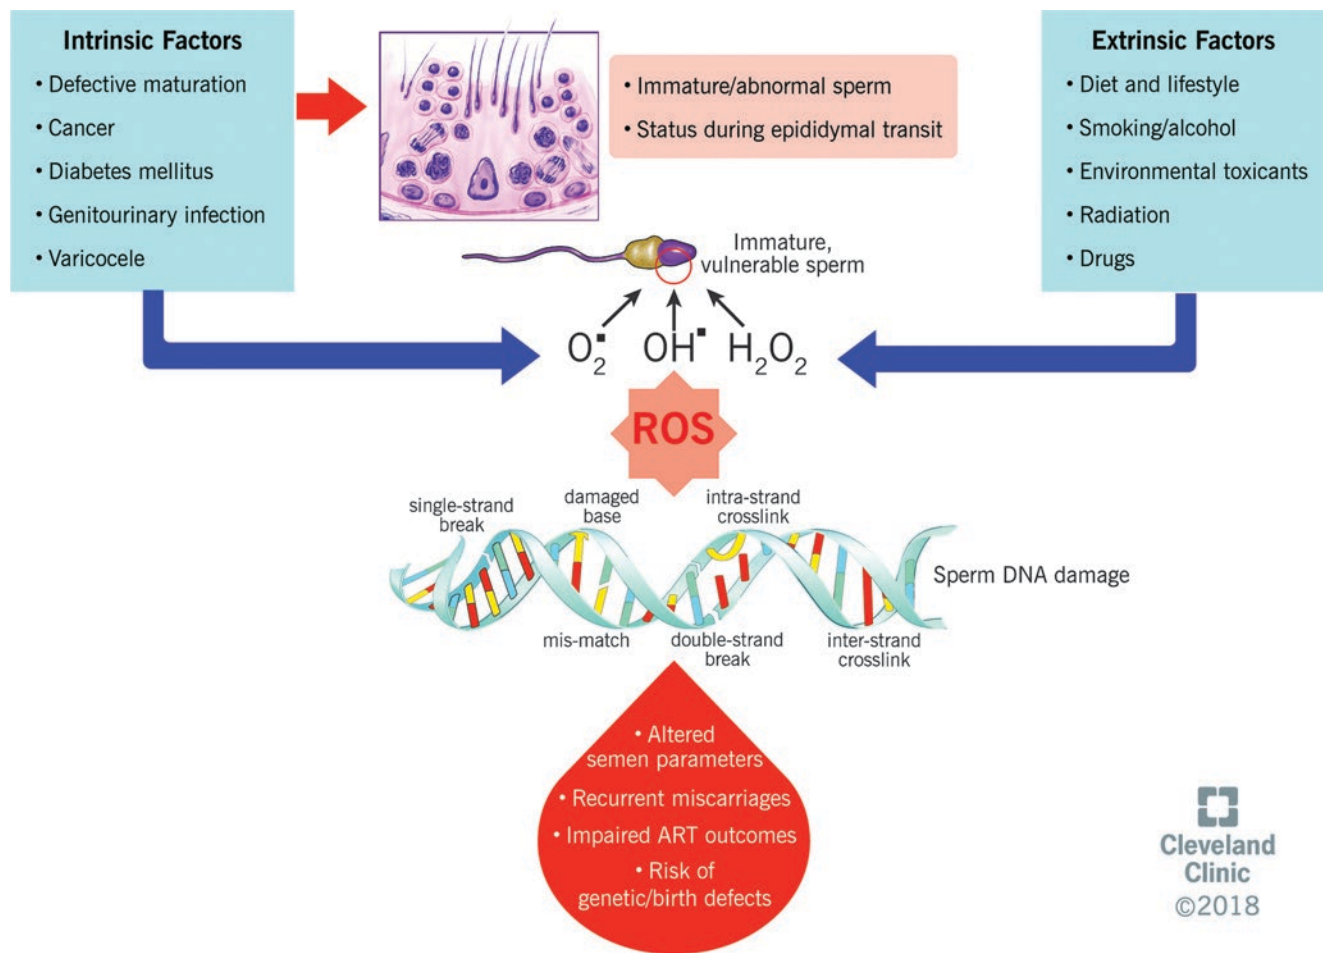 Intrinsic Factors
• Defective maturation
• Cancer
• Diabetes mellitus
• Genitourinary infection
• Varicocele
• Immature/abnormal sperm
• Status during epididymal transit
Extrinsic Factors
• Diet and lifestyle
• Smoking/alcohol
• Environmental toxicants
• Radiation
• Drugs
Immature,
vulnerable sperm
O₂▪ OH▪ H₂O₂
ROS
single-strand
break
damaged
base
intra-strand
crosslink
Sperm DNA damage
mis-match
double-strand
break
inter-strand
crosslink
• Altered
semen parameters
• Recurrent miscarriages
• Impaired ART outcomes
• Risk of
genetic/birth defects
Cleveland
Clinic
©2018